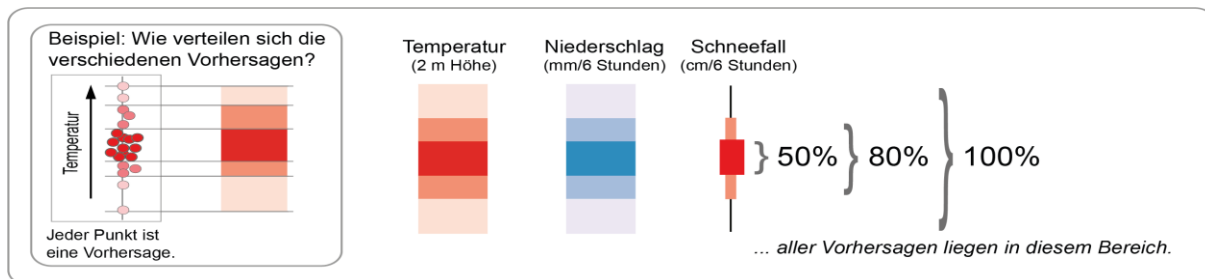 Beispiel: Wie verteilen sich die
verschiedenen Vorhersagen?
Temperatur
Jeder Punkt ist
eine Vorhersage.
Temperatur
(2 m Höhe)
Niederschlag
(mm/6 Stunden)
Schneefall
(cm/6 Stunden)
50%
80%
100%
... aller Vorhersagen liegen in diesem Bereich.